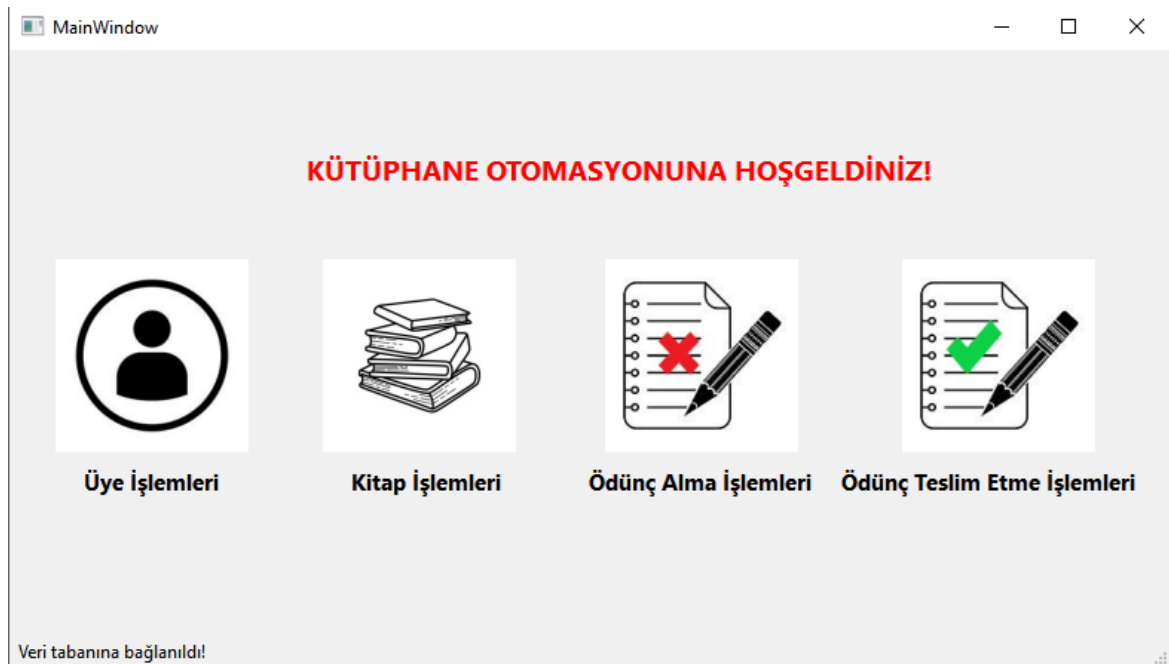 MainWindow
KÜTÜPHANE OTOMASYONUNA HOŞGELDİNİZ!
Üye İşlemleri
Kitap İşlemleri
Ödünç Alma İşlemleri
Ödünç Teslim Etme İşlemleri
Veri tabanına bağlanıldı!